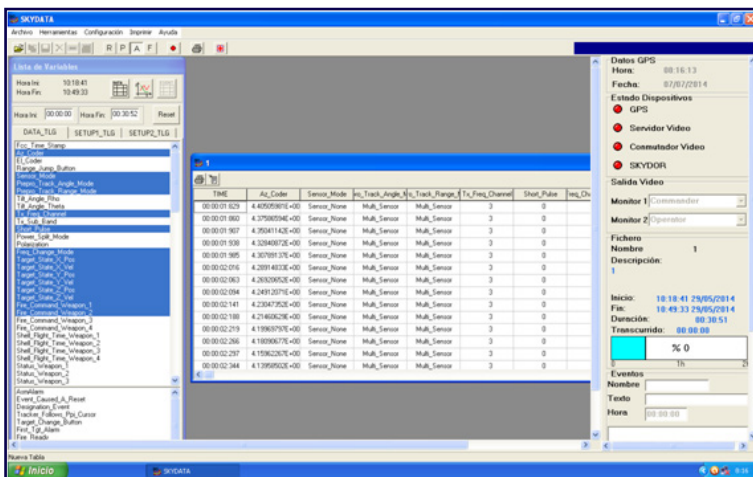 SKYDATA
Archivo Herramientas Configuración Imprimir Ayuda
R P A F
Lista de Variables
Hora Ini: 10:18:41
Hora Fin: 10:49:33
Hora Ini: 00:00:00 Hora Fin: 00:30:52 Reset
DATA_TLG SETUP1_TLG SETUP2_TLG
Fcc_Time_Stamp
Az_Coder
El_Coder
Range_Jump_Button
Sensor_Mode
Prepro_Track_Angle_Mode
Prepro_Track_Range_Mode
Tilt_Angle_Rho
Tilt_Angle_Theta
Tx_Freq_Channel
Tx_Sub_Band
Short_Pulse
Power_Split_Mode
Polarization
Freq_Change_Mode
Target_State_X_Pos
Target_State_X_Vel
Target_State_Y_Pos
Target_State_Y_Vel
Target_State_Z_Pos
Target_State_Z_Vel
Fire_Command_Weapon_1
Fire_Command_Weapon_2
Fire_Command_Weapon_3
Fire_Command_Weapon_4
Shell_Flight_Time_Weapon_1
Shell_Flight_Time_Weapon_2
Shell_Flight_Time_Weapon_3
Shell_Flight_Time_Weapon_4
Status_Weapon_1
Status_Weapon_2
Status_Weapon_3
AsmAlarm
Event_Caused_A_Reset
Designation_Event
Tracker_Follows_Ppi_Cursor
Target_Change_Button
First_Tgt_Alarm
Fire_Ready
1
TIME Az_Coder Sensor_Mode Track_Angle_M Track_Range_M Tx_Freq_Channel Short_Pulse
00:00:01:829 4.40505981E+00 Sensor_None Multi_Sensor Multi_Sensor 3 0
00:00:01:860 4.37586594E+00 Sensor_None Multi_Sensor Multi_Sensor 3 0
00:00:01:907 4.35041142E+00 Sensor_None Multi_Sensor Multi_Sensor 3 0
00:00:01:938 4.32840872E+00 Sensor_None Multi_Sensor Multi_Sensor 3 0
00:00:01:985 4.30789137E+00 Sensor_None Multi_Sensor Multi_Sensor 3 0
00:00:02:016 4.28914833E+00 Sensor_None Multi_Sensor Multi_Sensor 3 0
00:00:02:063 4.26920652E+00 Sensor_None Multi_Sensor Multi_Sensor 3 0
00:00:02:094 4.24912071E+00 Sensor_None Multi_Sensor Multi_Sensor 3 0
00:00:02:141 4.23047352E+00 Sensor_None Multi_Sensor Multi_Sensor 3 0
00:00:02:188 4.21460629E+00 Sensor_None Multi_Sensor Multi_Sensor 3 0
00:00:02:219 4.19969797E+00 Sensor_None Multi_Sensor Multi_Sensor 3 0
00:00:02:266 4.18090677E+00 Sensor_None Multi_Sensor Multi_Sensor 3 0
00:00:02:297 4.15962267E+00 Sensor_None Multi_Sensor Multi_Sensor 3 0
00:00:02:344 4.13958502E+00 Sensor_None Multi_Sensor Multi_Sensor 3 0
Datos GPS
Hora: 08:16:13
Fecha: 07/07/2014
Estado Dispositivos
GPS
Servidor Video
Conmutador Video
SKYDOR
Salida Video
Monitor 1 Commander
Monitor 2 Operator
Fichero
Nombre 1
Descripción:
1
Inicio: 10:18:41 29/05/2014
Fin: 10:49:33 29/05/2014
Duración: 00:30:51
Transcurrido: 00:00:00
% 0
0 1h
Eventos
Nombre
Texto
Hora 00:00:00
Nueva Tabla
Inicio
SKYDATA
8:16